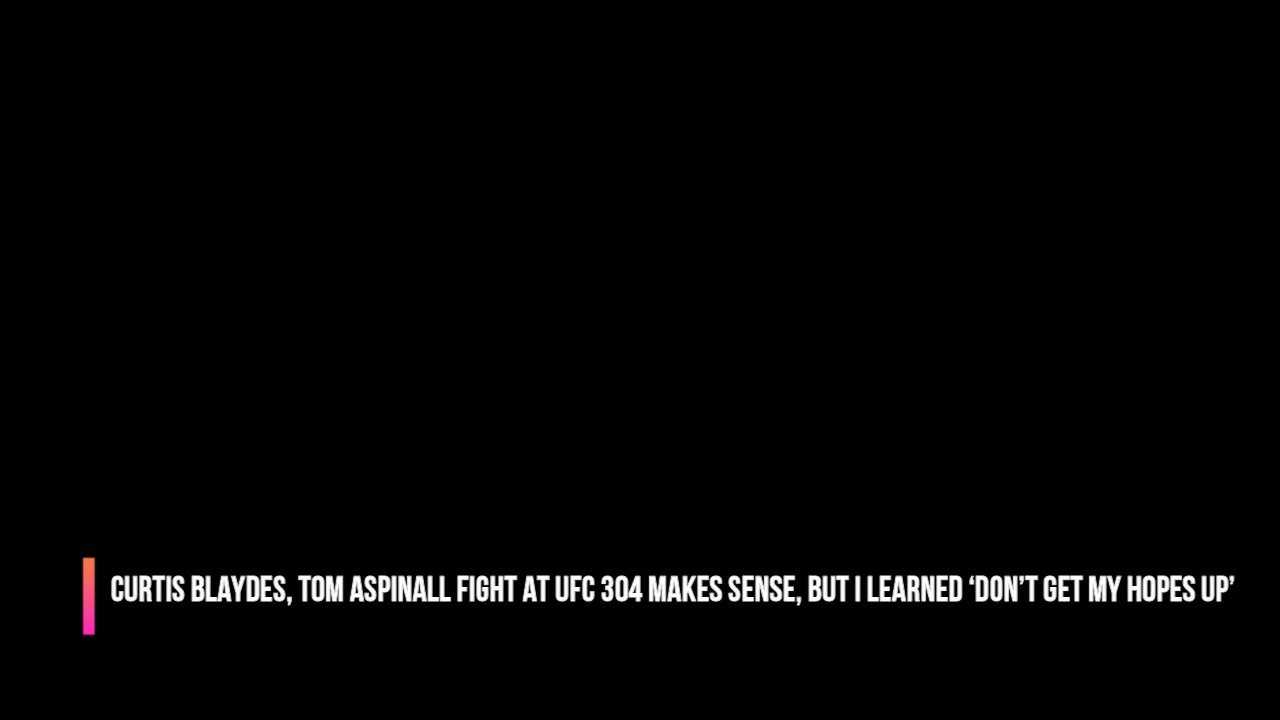 CURTIS BLAYDES, TOM ASPINALL FIGHT AT UFC 304 MAKES SENSE, BUT I LEARNED ‘DON’T GET MY HOPES UP’